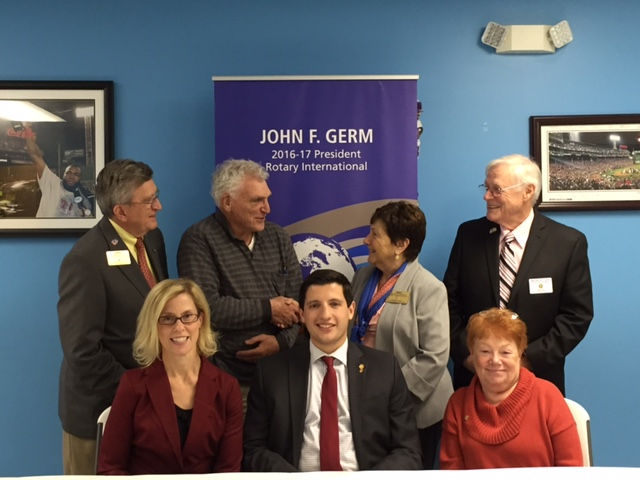 JOHN F. GERM
2016-17 President
Rotary International